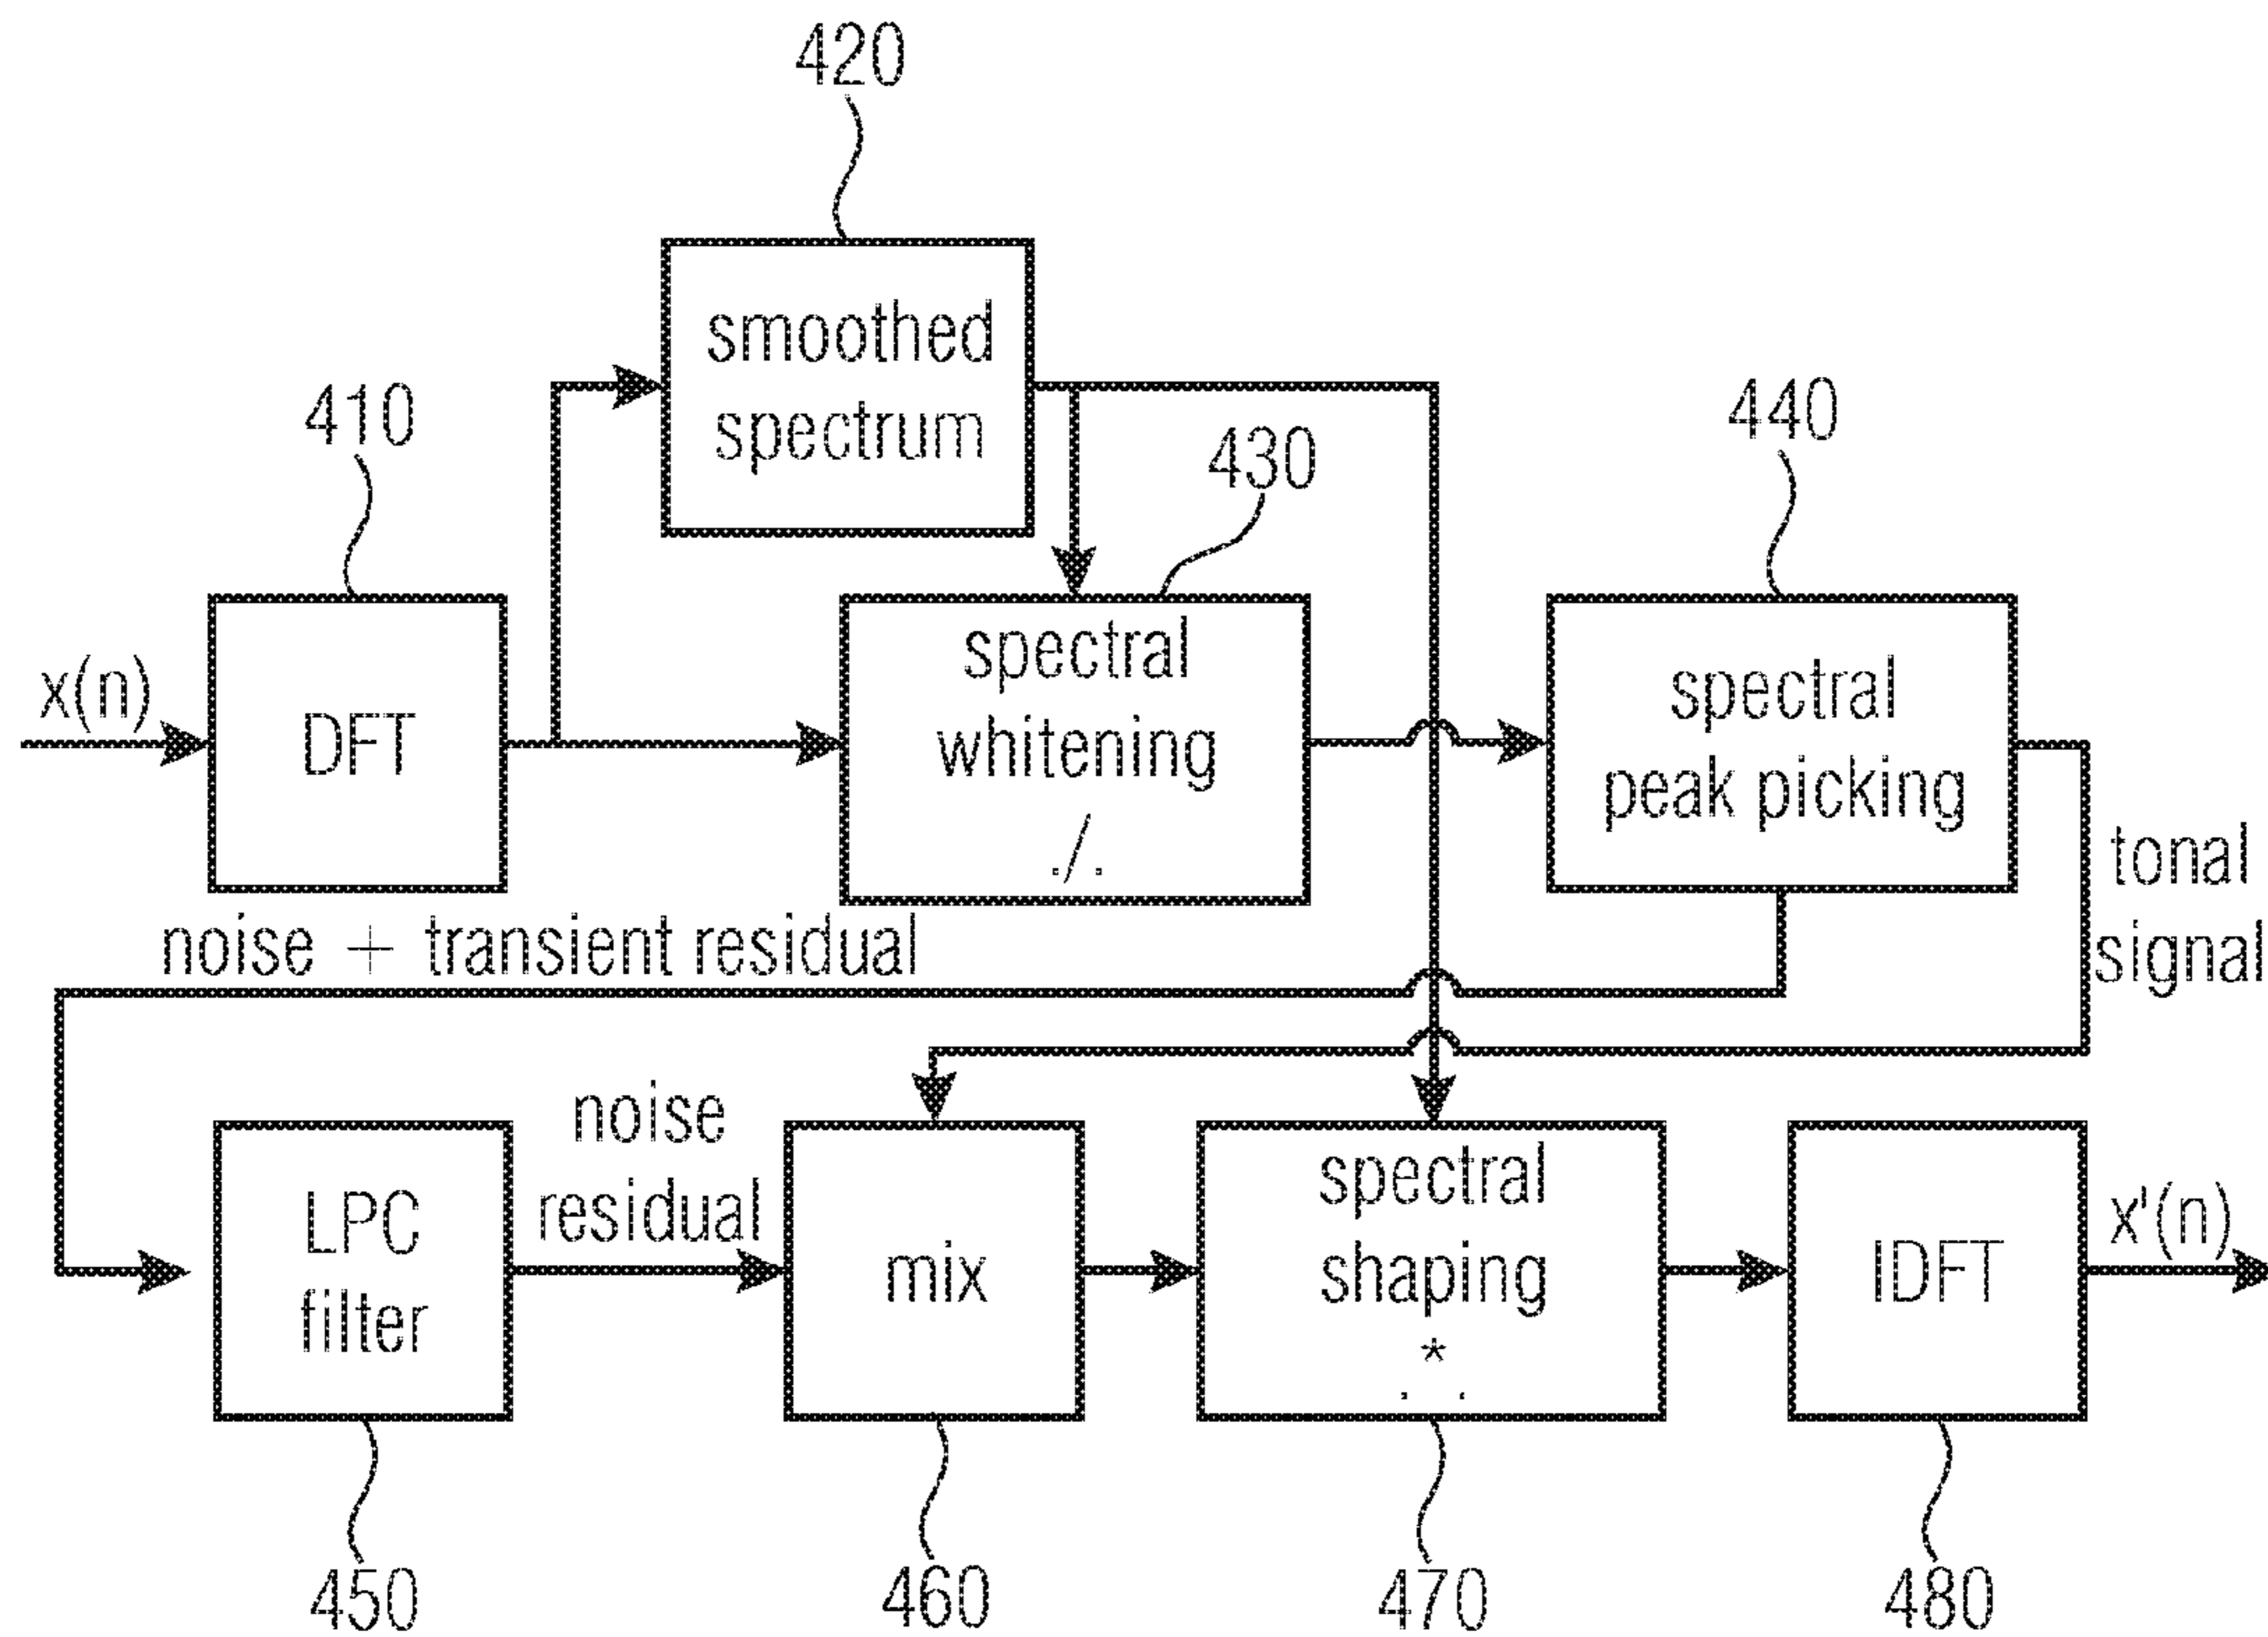 420
smoothed
spectrum
410
430
440
x(n)
DFT
spectral
whitening
./.
spectral
peak picking
tonal
signal
noise + transient residual
noise
residual
LPC
filter
mix
spectral
shaping
*
. .
IDFT
x'(n)
450
460
470
480